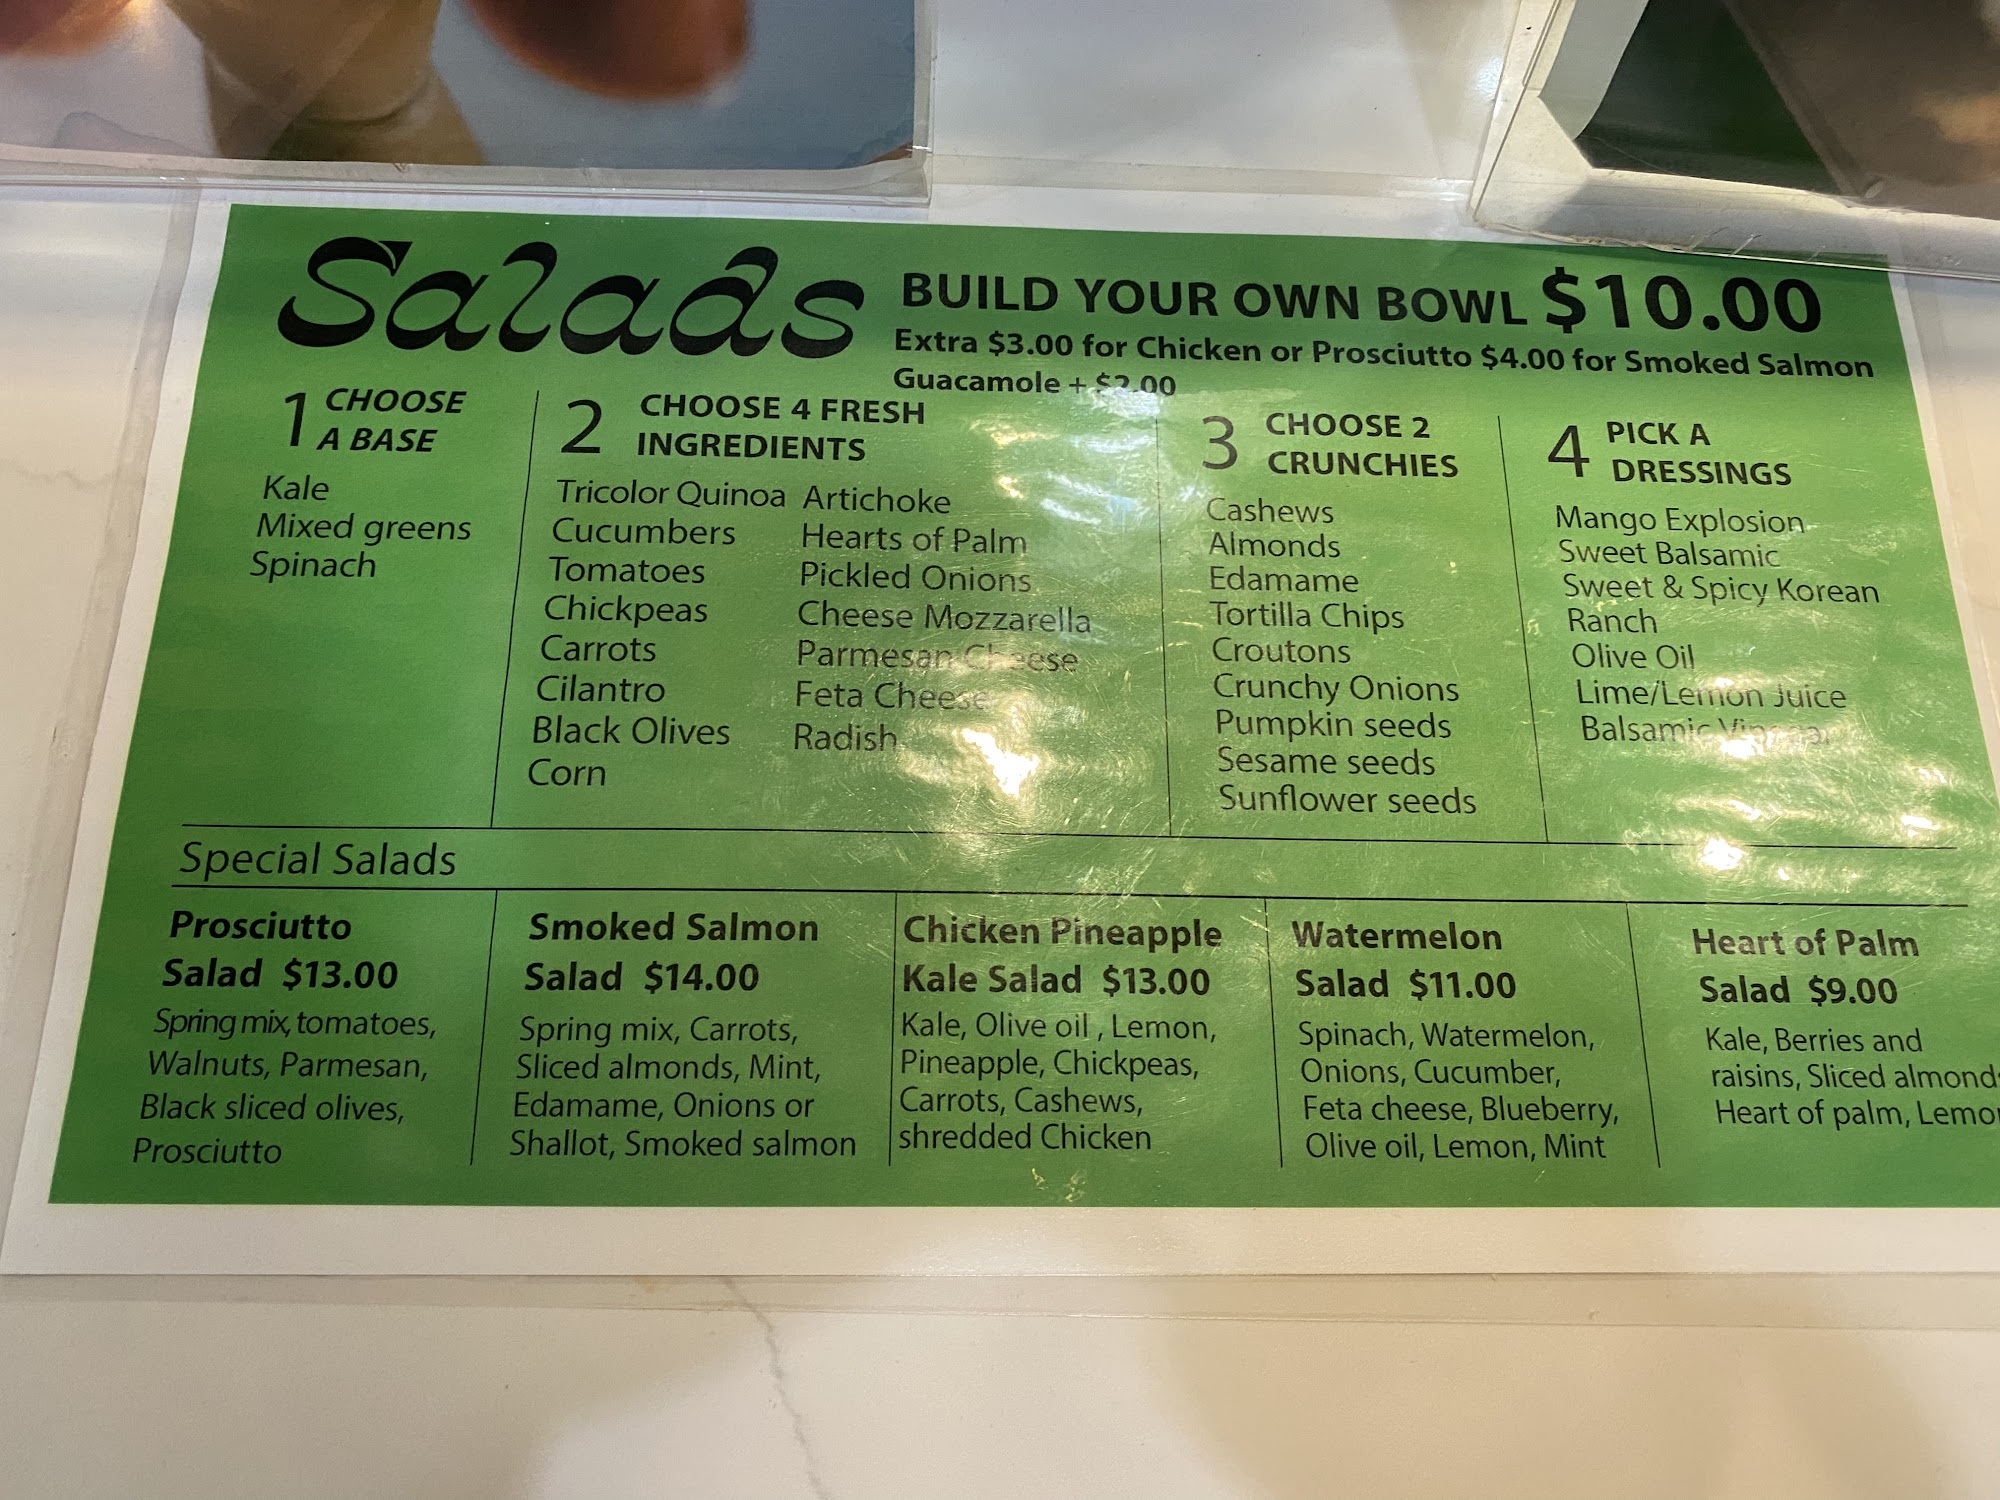 Salads
BUILD YOUR OWN BOWL $10.00
Extra $3.00 for Chicken or Prosciutto $4.00 for Smoked Salmon
Guacamole + $2.00
1 CHOOSE
A BASE
Kale
Mixed greens
Spinach
2 CHOOSE 4 FRESH
INGREDIENTS
Tricolor Quinoa
Cucumbers
Tomatoes
Chickpeas
Carrots
Cilantro
Black Olives
Corn
Artichoke
Hearts of Palm
Pickled Onions
Cheese Mozzarella
Parmesan Cheese
Feta Cheese
Radish
3 CHOOSE 2
CRUNCHIES
Cashews
Almonds
Edamame
Tortilla Chips
Croutons
Crunchy Onions
Pumpkin seeds
Sesame seeds
Sunflower seeds
4 PICK A
DRESSINGS
Mango Explosion
Sweet Balsamic
Sweet & Spicy Korean
Ranch
Olive Oil
Lime/Lemon Juice
Balsamic Vinegar
Special Salads
Prosciutto
Salad $13.00
Spring mix, tomatoes,
Walnuts, Parmesan,
Black sliced olives,
Prosciutto
Smoked Salmon
Salad $14.00
Spring mix, Carrots,
Sliced almonds, Mint,
Edamame, Onions or
Shallot, Smoked salmon
Chicken Pineapple
Kale Salad $13.00
Kale, Olive oil , Lemon,
Pineapple, Chickpeas,
Carrots, Cashews,
shredded Chicken
Watermelon
Salad $11.00
Spinach, Watermelon,
Onions, Cucumber,
Feta cheese, Blueberry,
Olive oil, Lemon, Mint
Heart of Palm
Salad $9.00
Kale, Berries and
raisins, Sliced almonds
Heart of palm,